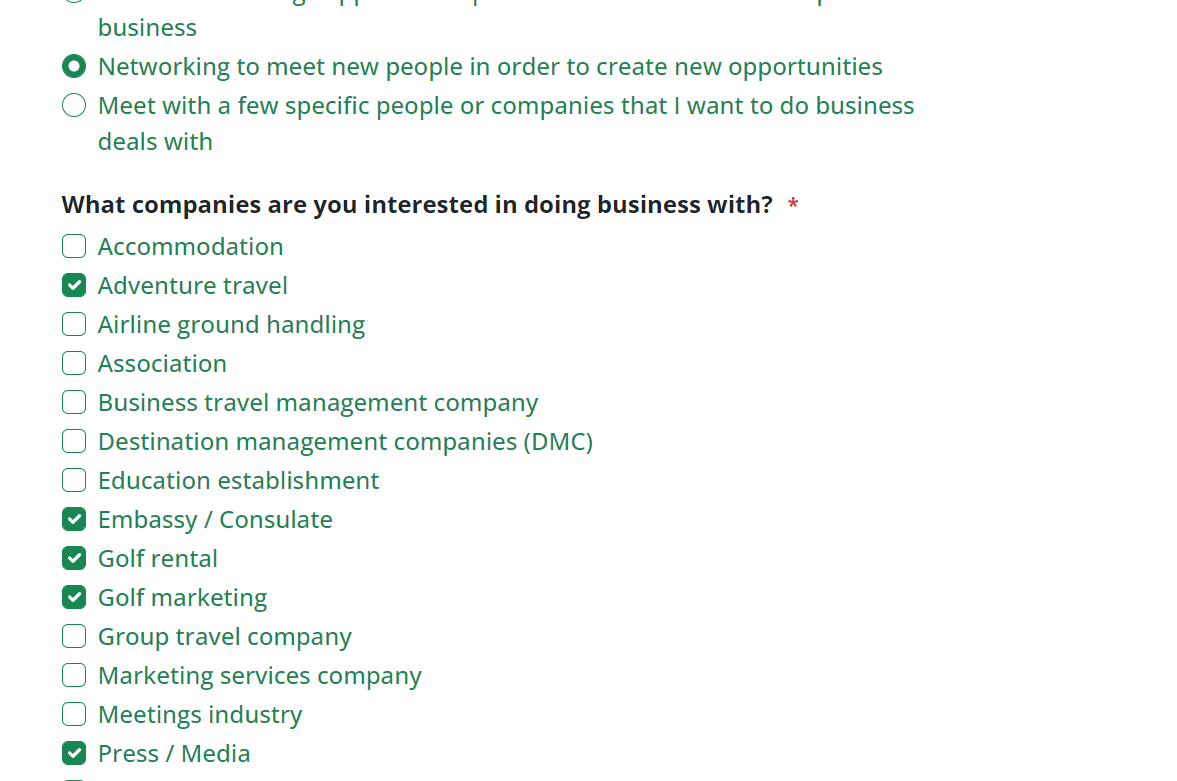 business
Networking to meet new people in order to create new opportunities
Meet with a few specific people or companies that I want to do business
deals with
What companies are you interested in doing business with? *
Accommodation
Adventure travel
Airline ground handling
Association
Business travel management company
Destination management companies (DMC)
Education establishment
Embassy / Consulate
Golf rental
Golf marketing
Group travel company
Marketing services company
Meetings industry
Press / Media